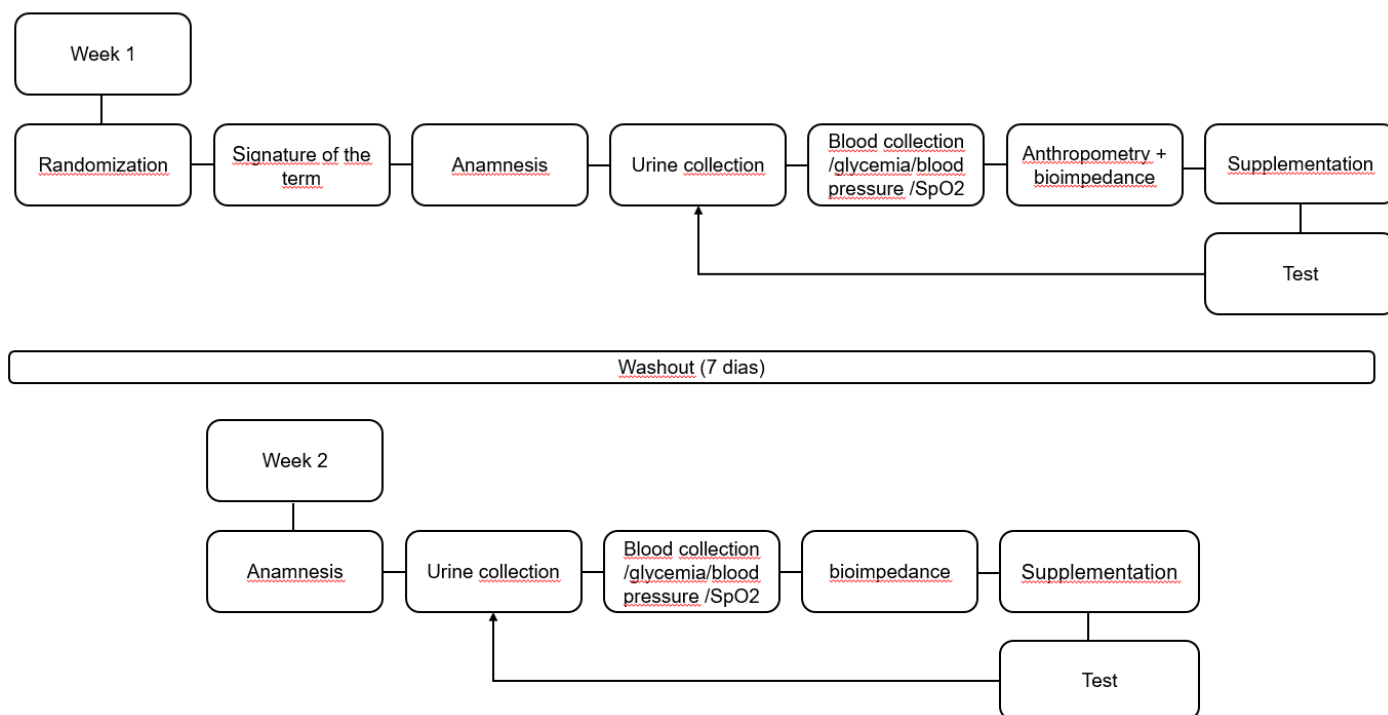 Week 1
Randomization
Signature of the
term
Anamnesis
Urine collection
Blood collection
/glycemia/blood
pressure /SpO2
Anthropometry +
bioimpedance
Supplementation
Test
Washout (7 dias)
Week 2
Anamnesis
Urine collection
Blood collection
/glycemia/blood
pressure /SpO2
bioimpedance
Supplementation
Test